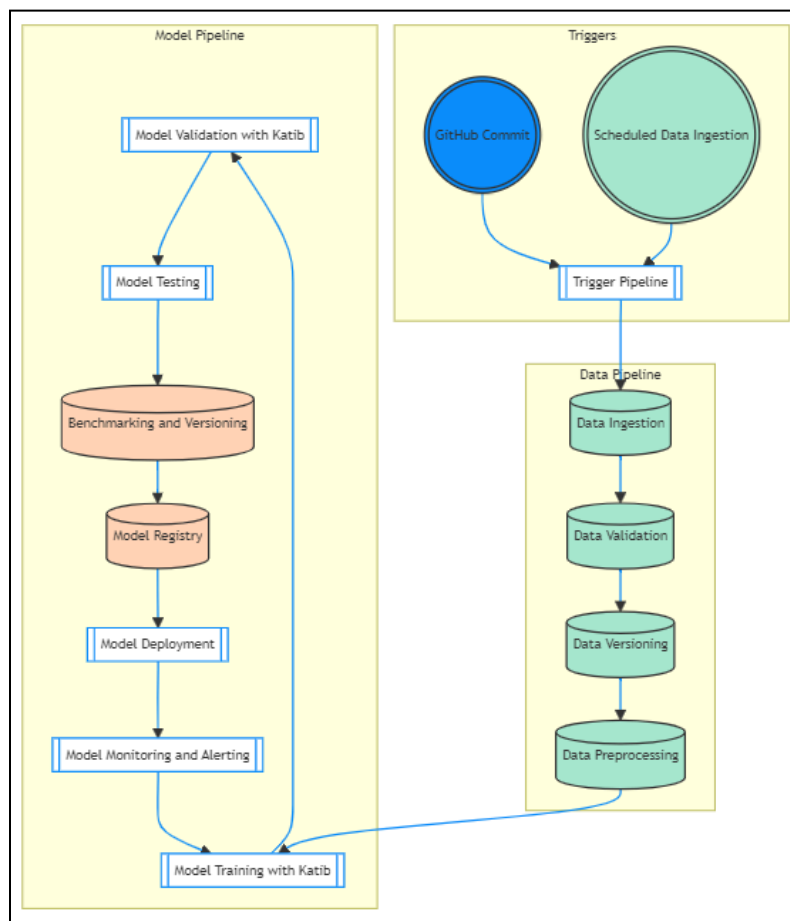 Model Pipeline
Model Validation with Katib
Model Testing
Benchmarking and Versioning
Model Registry
Model Deployment
Model Monitoring and Alerting
Model Training with Katib
Triggers
GitHub Commit
Scheduled Data Ingestion
Trigger Pipeline
Data Pipeline
Data Ingestion
Data Validation
Data Versioning
Data Preprocessing